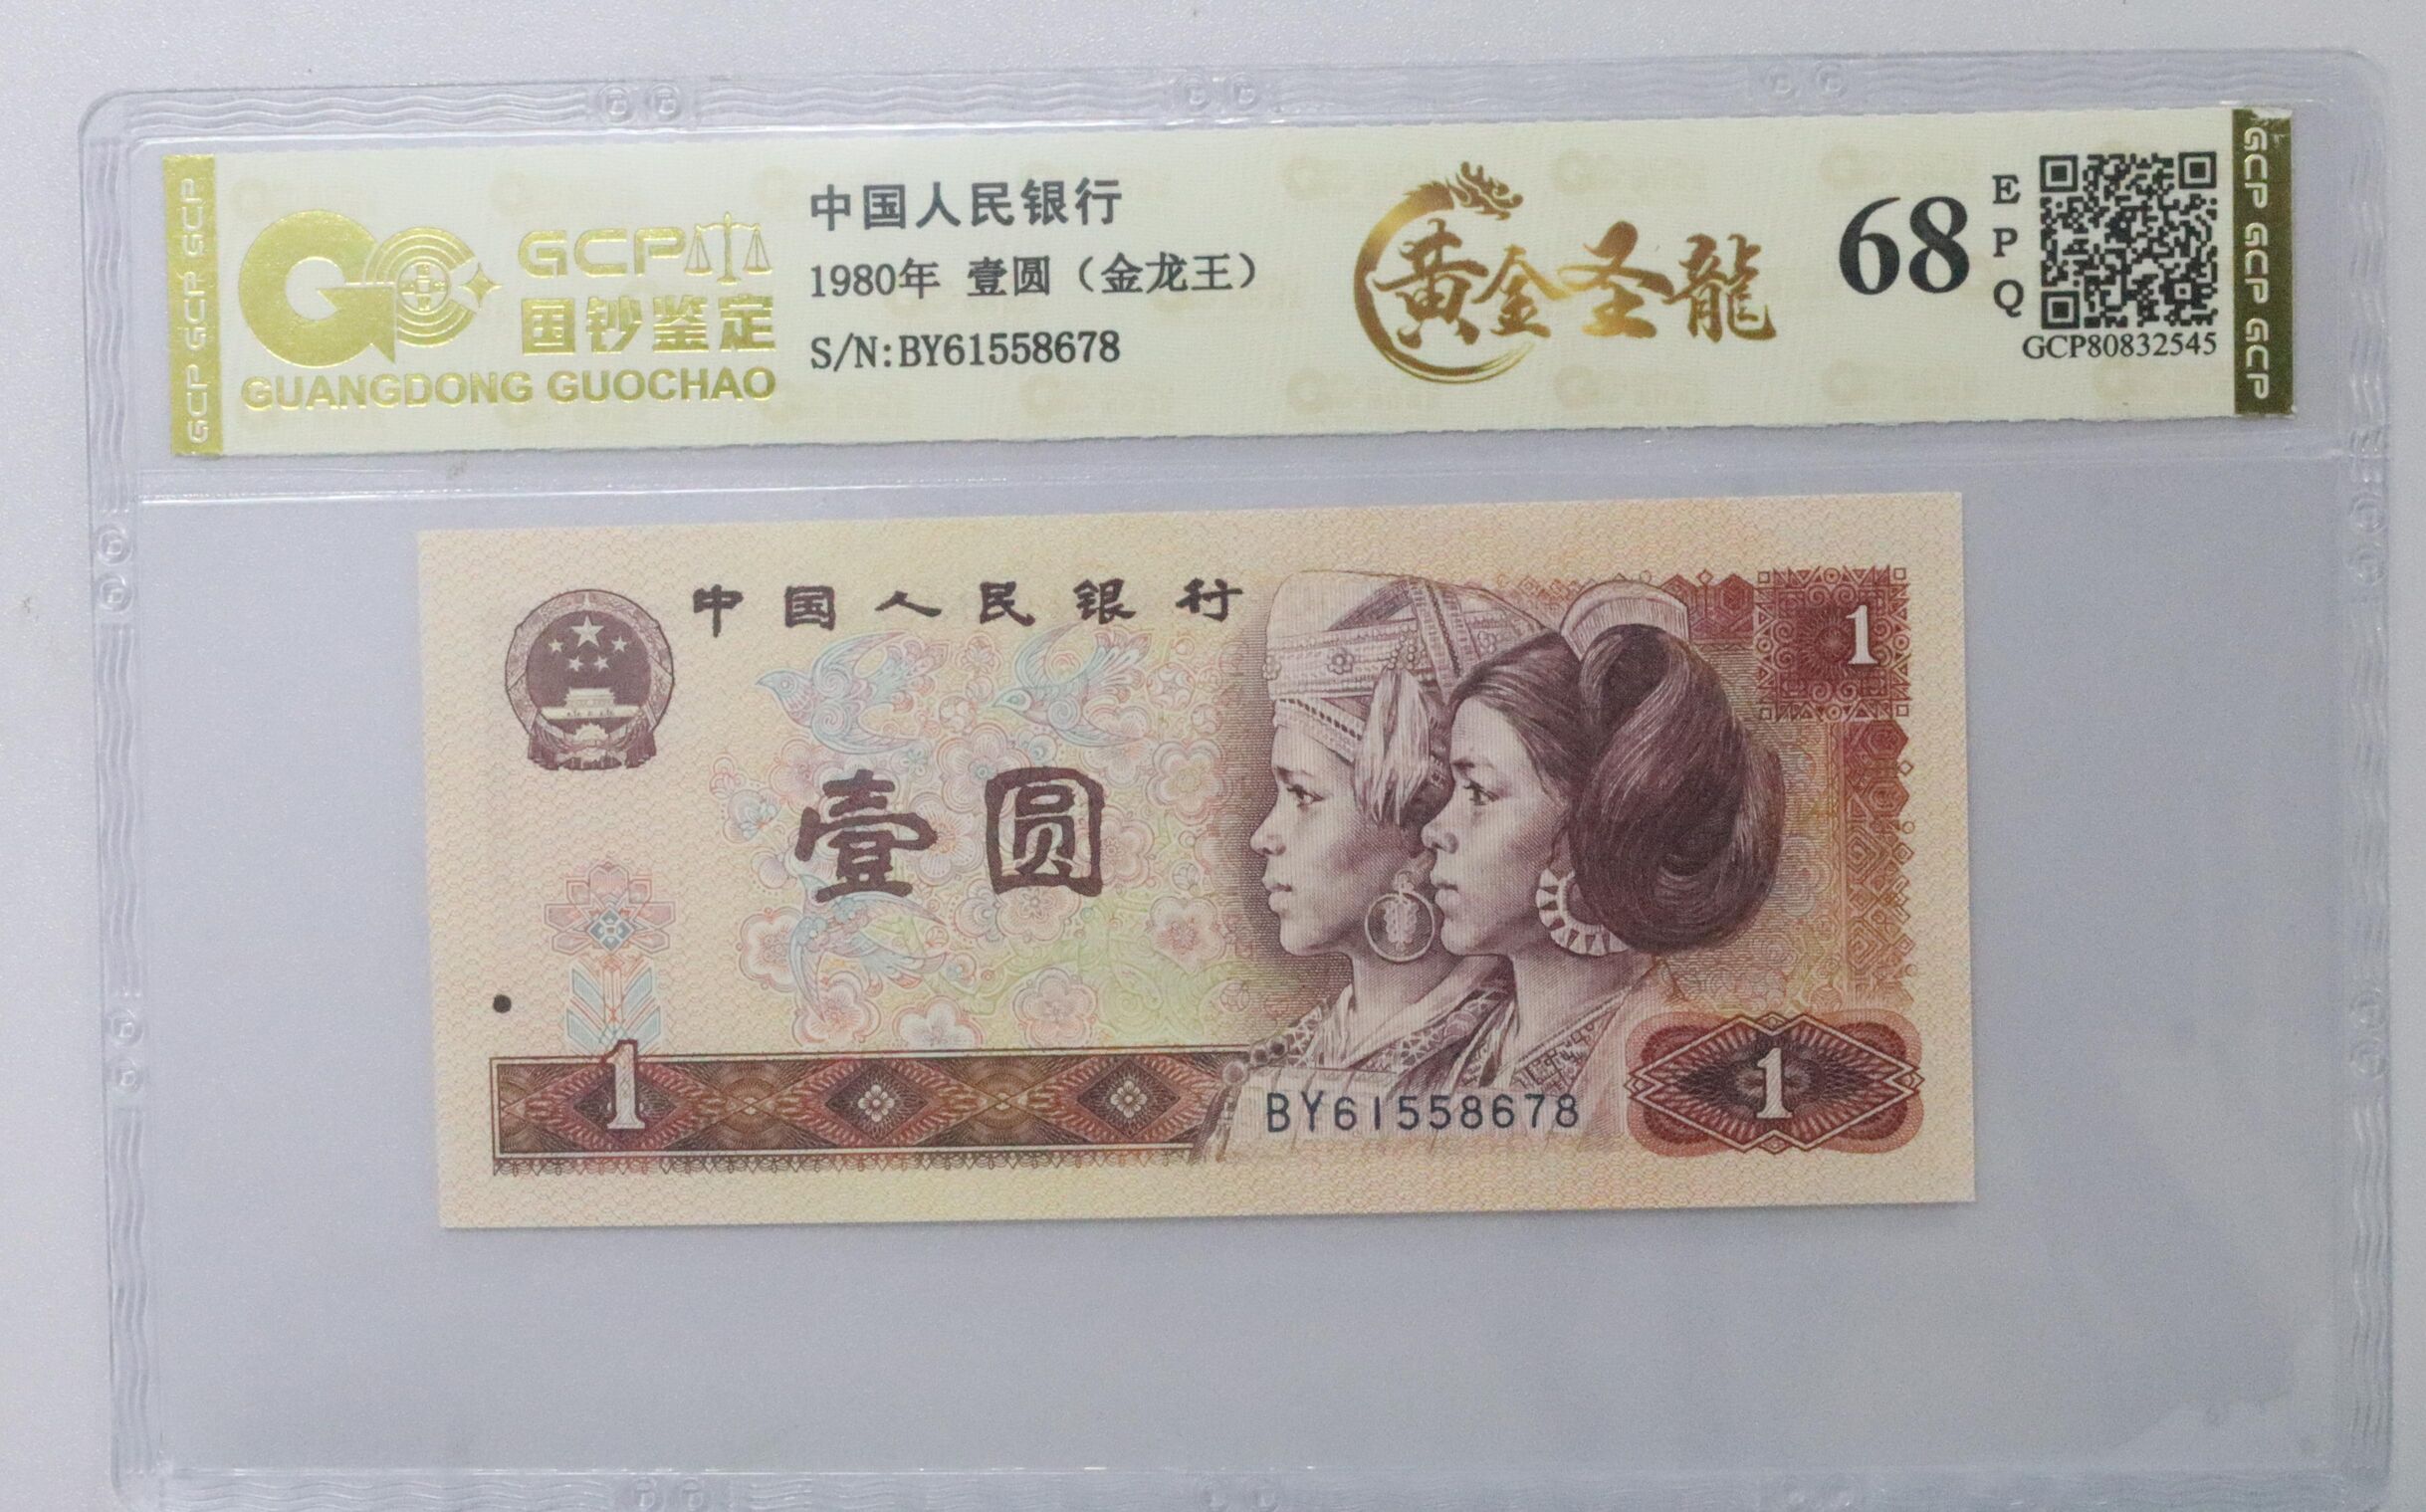 GCP GCP GCP
GCP
国钞鉴定
GUANGDONG GUOCHAO
中国人民银行
1980年 壹圆（金龙王）
S/N:BY61558678
黄金圣龍
68
E
P
Q
GCP80832545
GCP GCP GCP
中国人民银行
1
壹圆
1
BY61558678
1